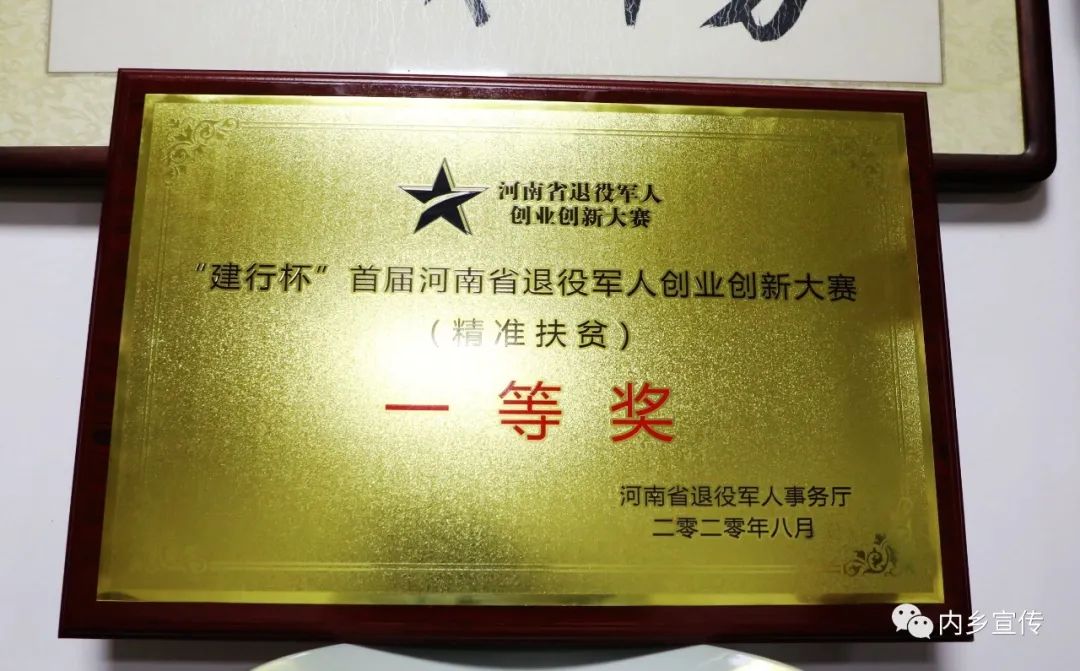 河南省退役军人
创业创新大赛
“建行杯”首届河南省退役军人创业创新大赛
（精准扶贫）
一等奖
河南省退役军人事务厅
二零二零年八月
内乡宣传